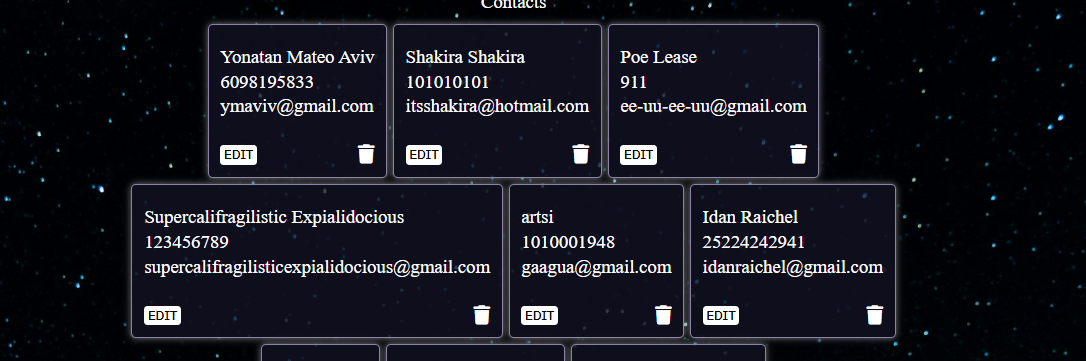 Contacts
Yonatan Mateo Aviv
6098195833
ymaviv@gmail.com
EDIT
Shakira Shakira
101010101
itsshakira@hotmail.com
EDIT
Poe Lease
911
ee-uu-ee-uu@gmail.com
EDIT
Supercalifragilistic Expialidocious
123456789
supercalifragilisticexpialidocious@gmail.com
EDIT
artsi
1010001948
gaagua@gmail.com
EDIT
Idan Raichel
25224242941
idanraichel@gmail.com
EDIT